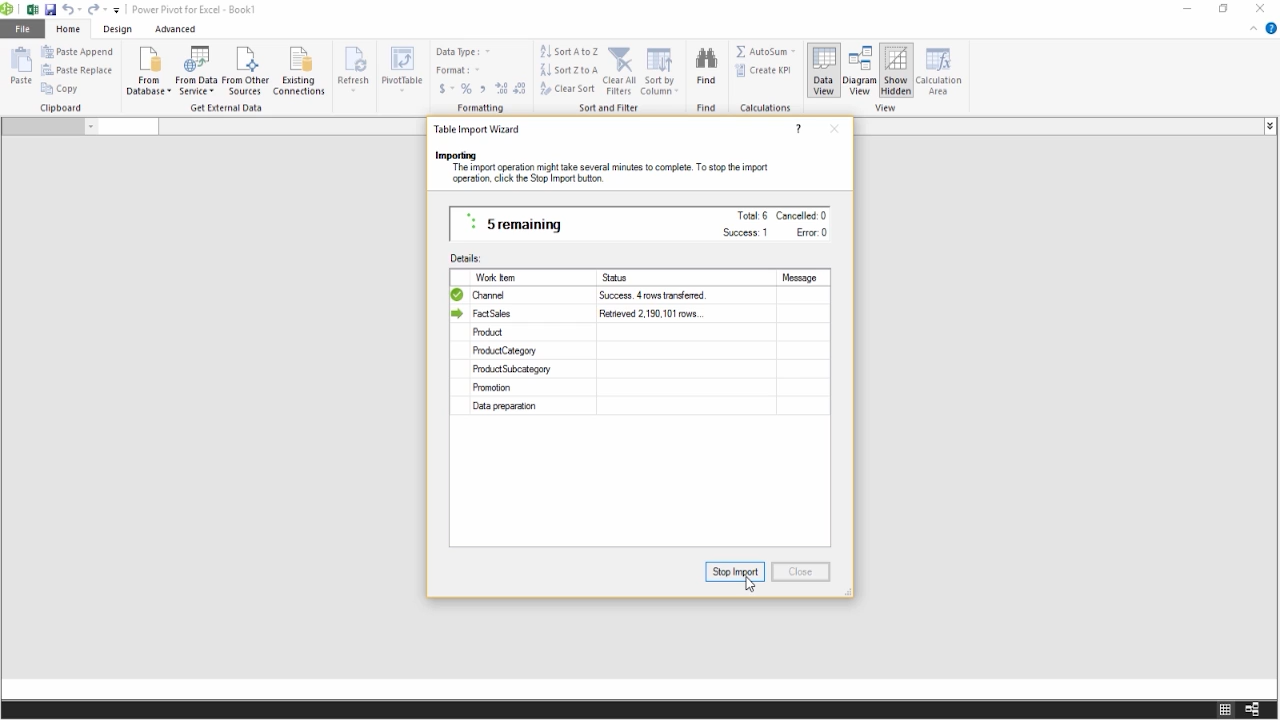 Power Pivot for Excel - Book1
File Home Design Advanced
Paste
Paste Append
Paste Replace
Copy
Clipboard
From Database
From Data Service
From Other Sources
Existing Connections
Get External Data
Refresh
PivotTable
Data Type :
Format :
$ % ,
Formatting
Sort A to Z
Sort Z to A
Clear Sort
Clear All Filters
Sort by Column
Sort and Filter
Find
Find
AutoSum
Create KPI
Calculations
Data View
Diagram View
Show Hidden
Calculation Area
View
Table Import Wizard
?
Importing
The import operation might take several minutes to complete. To stop the import
operation, click the Stop Import button.
5 remaining
Total: 6 Cancelled: 0
Success: 1 Error: 0
Details:
Work Item Status Message
Channel Success. 4 rows transferred.
FactSales Retrieved 2,190,101 rows...
Product
ProductCategory
ProductSubcategory
Promotion
Data preparation
Stop Import Close